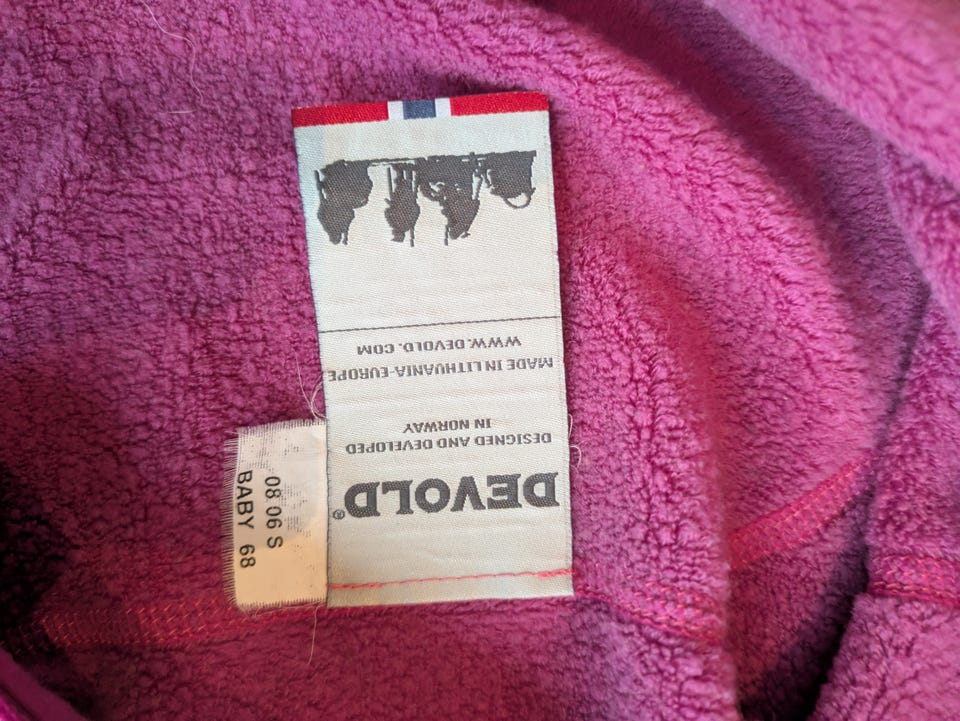 DEVOLD®
DESIGNED AND DEVELOPED
IN NORWAY
MADE IN LITHUANIA-EUROPE
WWW.DEVOLD.COM
08 06 S
BABY 68